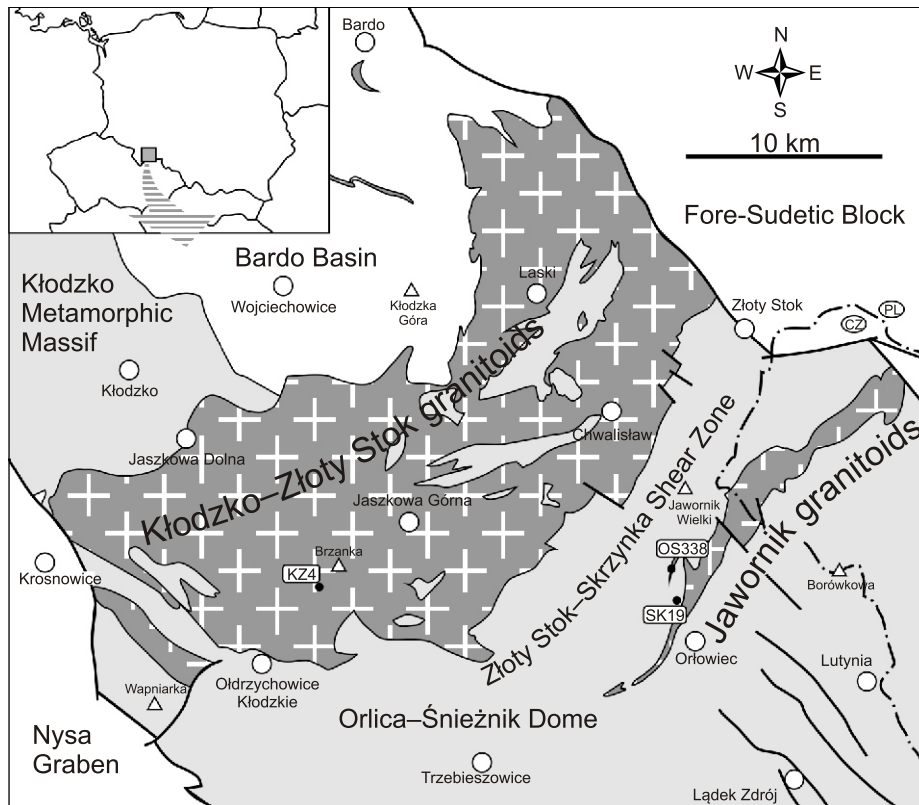 Bardo
N
W E
S
10 km
Fore-Sudetic Block
Bardo Basin
Wojciechowice
Kłodzka
Góra
Laski
Złoty Stok
CZ
PL
Kłodzko
Metamorphic
Massif
Kłodzko
Jaszkowa Dolna
Kłodzko–Złoty Stok granitoids
Chwalisław
Jaszkowa Górna
Złoty Stok–Skrzynka Shear Zone
Jawornik
Wielki
Jawornik granitoids
Krosnowice
Brzanka
KZ4
OS338
SK19
Borówkowa
Orłowiec
Lutynia
Wapniarka
Ołdrzychowice
Kłodzkie
Orlica–Śnieżnik Dome
Nysa
Graben
Trzebieszowice
Lądek Zdrój